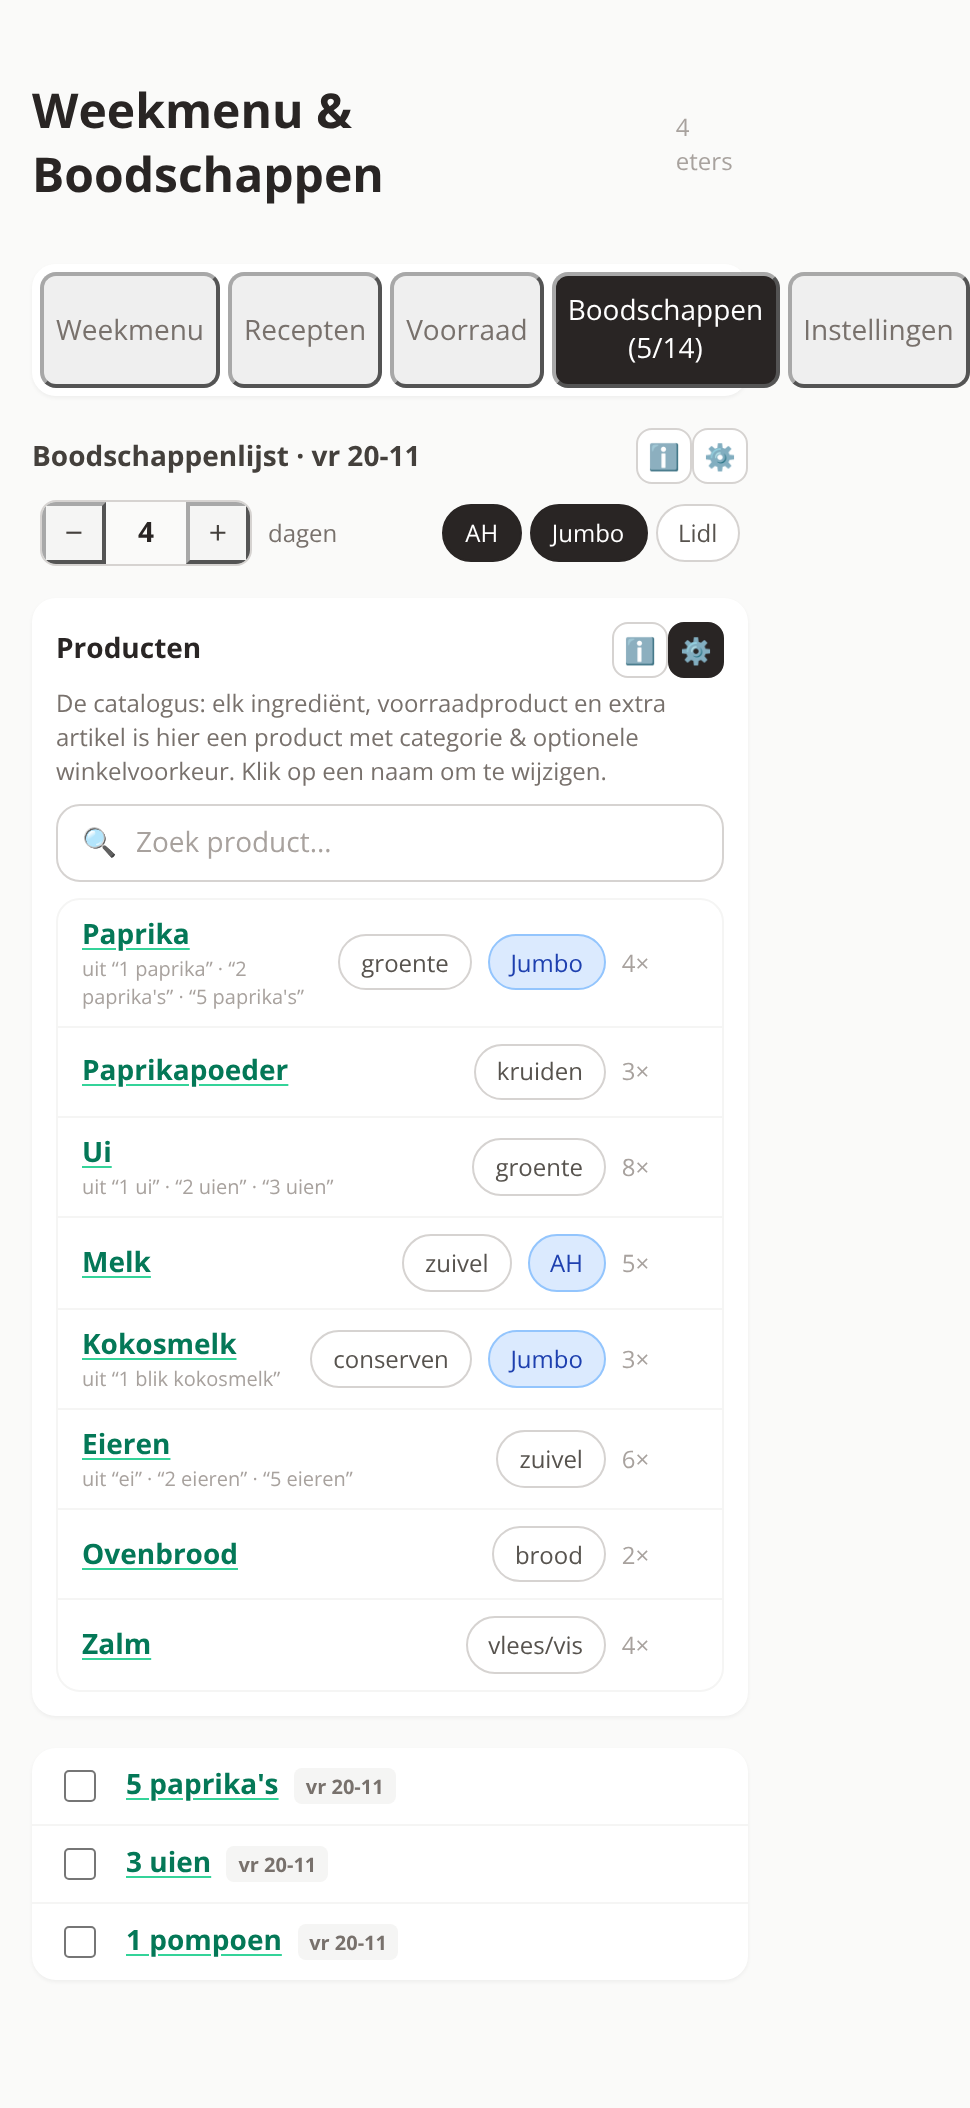 Weekmenu &
Boodschappen
4
eters
Weekmenu
Recepten
Voorraad
Boodschappen
(5/14)
Instellingen
Boodschappenlijst · vr 20-11
ℹ️ ⚙️
− 4 + dagen
AH Jumbo Lidl
Producten
ℹ️ ⚙️
De catalogus: elk ingrediënt, voorraadproduct en extra
artikel is hier een product met categorie & optionele
winkelvoorkeur. Klik op een naam om te wijzigen.
🔍 Zoek product...
Paprika
uit “1 paprika” · “2
paprika's” · “5 paprika's”
groente Jumbo 4×
Paprikapoeder kruiden 3×
Ui
uit “1 ui” · “2 uien” · “3 uien”
groente 8×
Melk zuivel AH 5×
Kokosmelk
uit “1 blik kokosmelk”
conserven Jumbo 3×
Eieren
uit “ei” · “2 eieren” · “5 eieren”
zuivel 6×
Ovenbrood brood 2×
Zalm vlees/vis 4×
5 paprika's vr 20-11
3 uien vr 20-11
1 pompoen vr 20-11